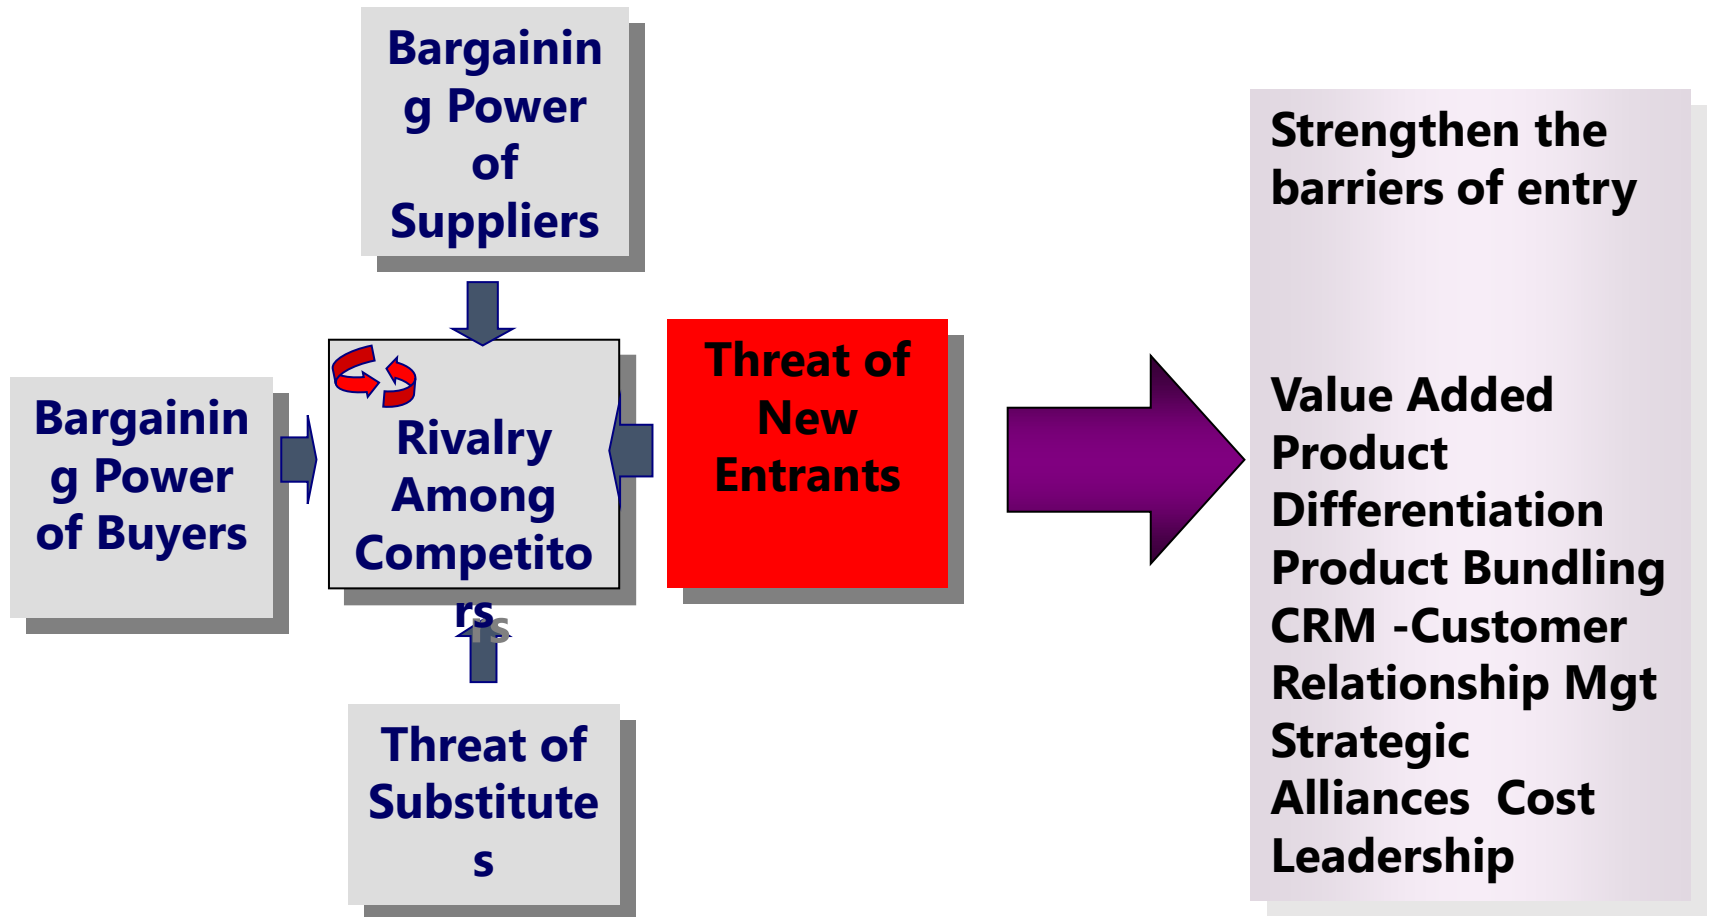 Bargainin
g Power
of
Suppliers
Bargainin
g Power
of Buyers
Rivalry
Among
Competito
rs
Threat of
New
Entrants
Threat of
Substitute
s
Strengthen the
barriers of entry
Value Added
Product
Differentiation
Product Bundling
CRM -Customer
Relationship Mgt
Strategic
Alliances  Cost
Leadership